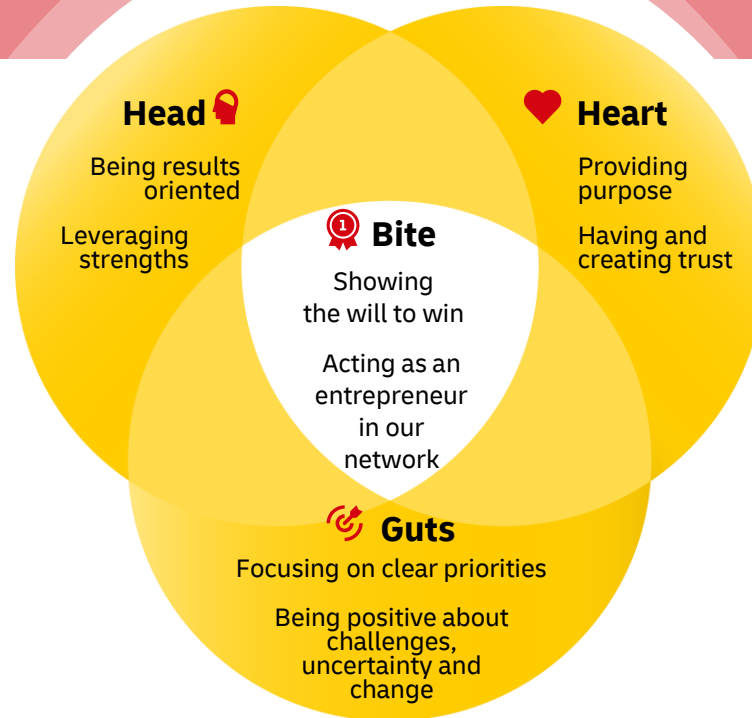 Head
Being results
oriented
Leveraging
strengths
Heart
Providing
purpose
Having and
creating trust
1
Bite
Showing
the will to win
Acting as an
entrepreneur
in our
network
Guts
Focusing on clear priorities
Being positive about
challenges,
uncertainty and
change